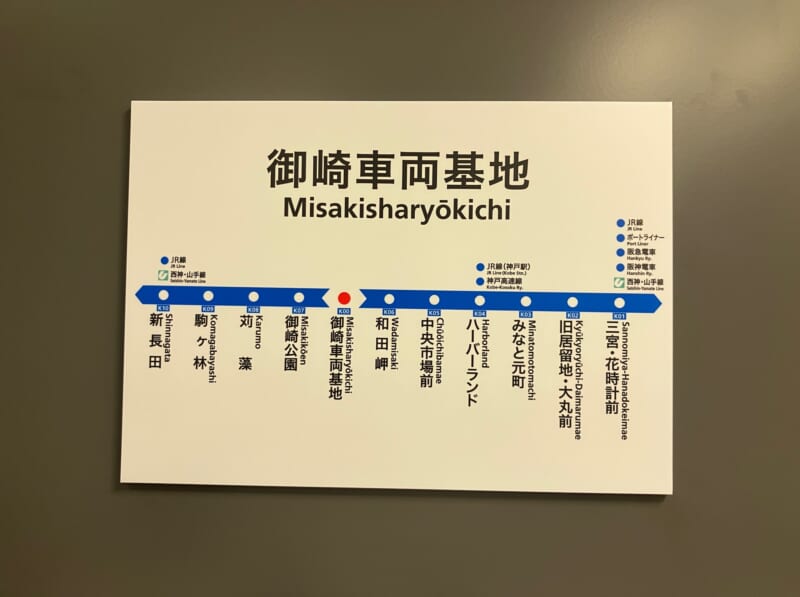 御崎車両基地
Misakisharyōkichi
JR線
JR Line
西神・山手線
Seishin-Yamate Line
JR線(神戸駅)
JR Line(Kobe Stn.)
神戸高速線
Kobe-Kosoku Ry.
JR線
JR Line
ポートライナー
Port Liner
阪急電車
Hankyu Ry.
阪神電車
Hanshin Ry.
西神・山手線
Seishin-Yamate Line
K10
新長田
Shinnagata
K09
駒ヶ林
Komagabayashi
K08
苅藻
Karumo
K07
御崎公園
Misakikōen
K00
御崎車両基地
Misakisharyōkichi
K06
和田岬
Wadamisaki
K05
中央市場前
Chūōichibamae
K04
ハーバーランド
Harborland
K03
みなと元町
Minatomotomachi
K02
旧居留地・大丸前
Kyūkyoryūchi-Daimarumae
K01
三宮・花時計前
Sannomiya-Hanadokeimae